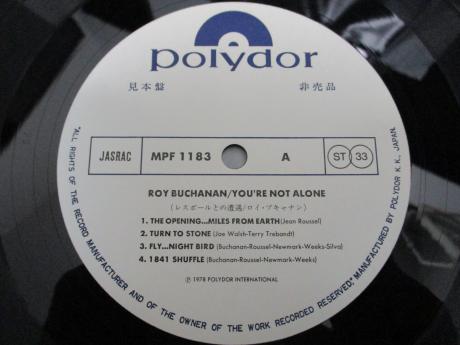 polydor
見本盤 非売品
JASRAC MPF 1183 A ST 33
ROY BUCHANAN/YOU'RE NOT ALONE
(レスポールとの遭遇/ロイ・ブキャナン)
1. THE OPENING...MILES FROM EARTH (Jean Roussel)
2. TURN TO STONE (Joe Walsh-Terry Trebandt)
3. FLY...NIGHT BIRD (Buchanan-Roussel-Newmark-Weeks-Silva)
4. 1841 SHUFFLE (Buchanan-Roussel-Newmark-Weeks)
Ⓟ 1978 POLYDOR INTERNATIONAL
"ALL RIGHTS OF THE RECORD MANUFACTURER AND OF THE OWNER OF THE WORK RECORDED RESERVED." MANUFACTURED BY POLYDOR K. K., JAPAN.